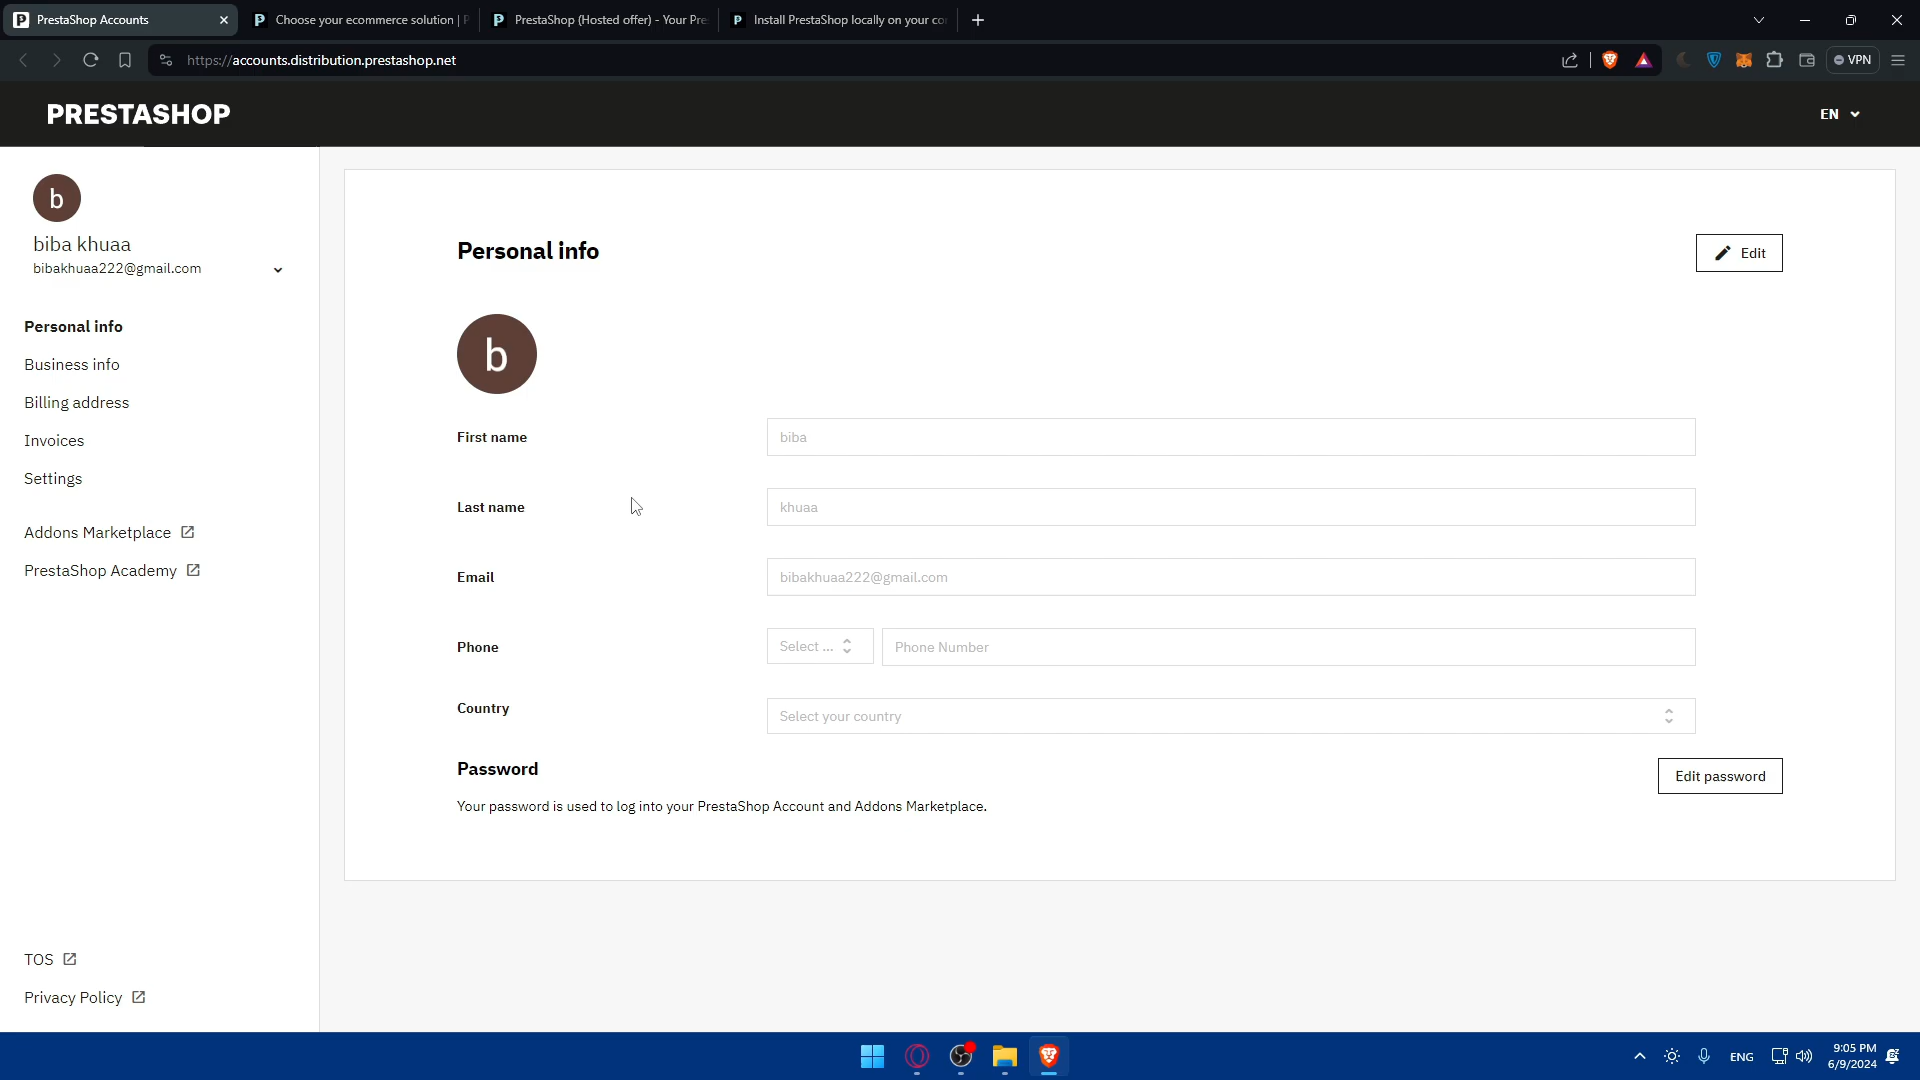 PrestaShop Accounts
Choose your ecommerce solution | P
PrestaShop (Hosted offer) - Your Pre
Install PrestaShop locally on your co
https://accounts.distribution.prestashop.net
VPN
PRESTASHOP
EN
b
biba khuaa
bibakhuaa222@gmail.com
Personal info
Business info
Billing address
Invoices
Settings
Addons Marketplace
PrestaShop Academy
TOS
Privacy Policy
Personal info
Edit
b
First name
biba
Last name
khuaa
Email
bibakhuaa222@gmail.com
Phone
Select ...
Phone Number
Country
Select your country
Password
Edit password
Your password is used to log into your PrestaShop Account and Addons Marketplace.
ENG
9:05 PM
6/9/2024